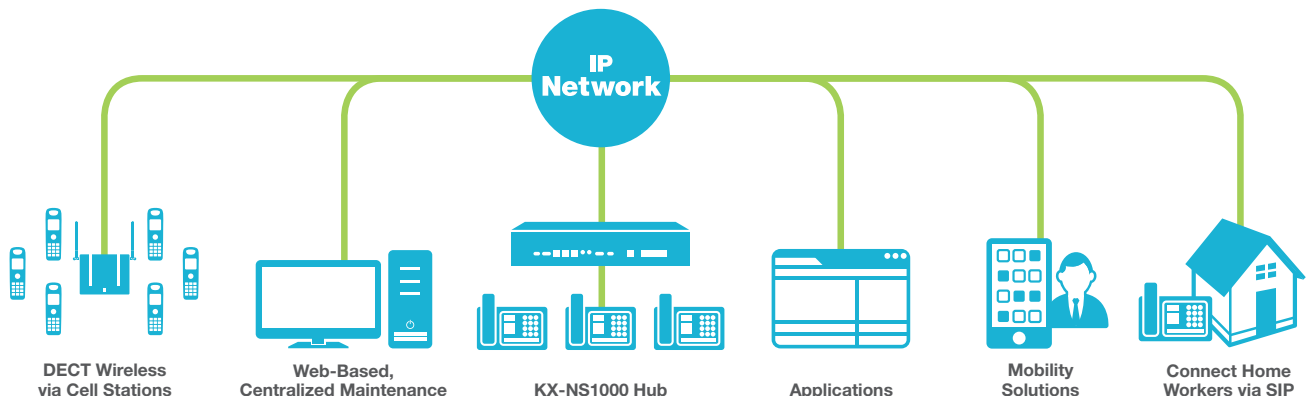 IP
Network
DECT Wireless
via Cell Stations
Web-Based,
Centralized Maintenance
KX-NS1000 Hub
Applications
Mobility
Solutions
Connect Home
Workers via SIP